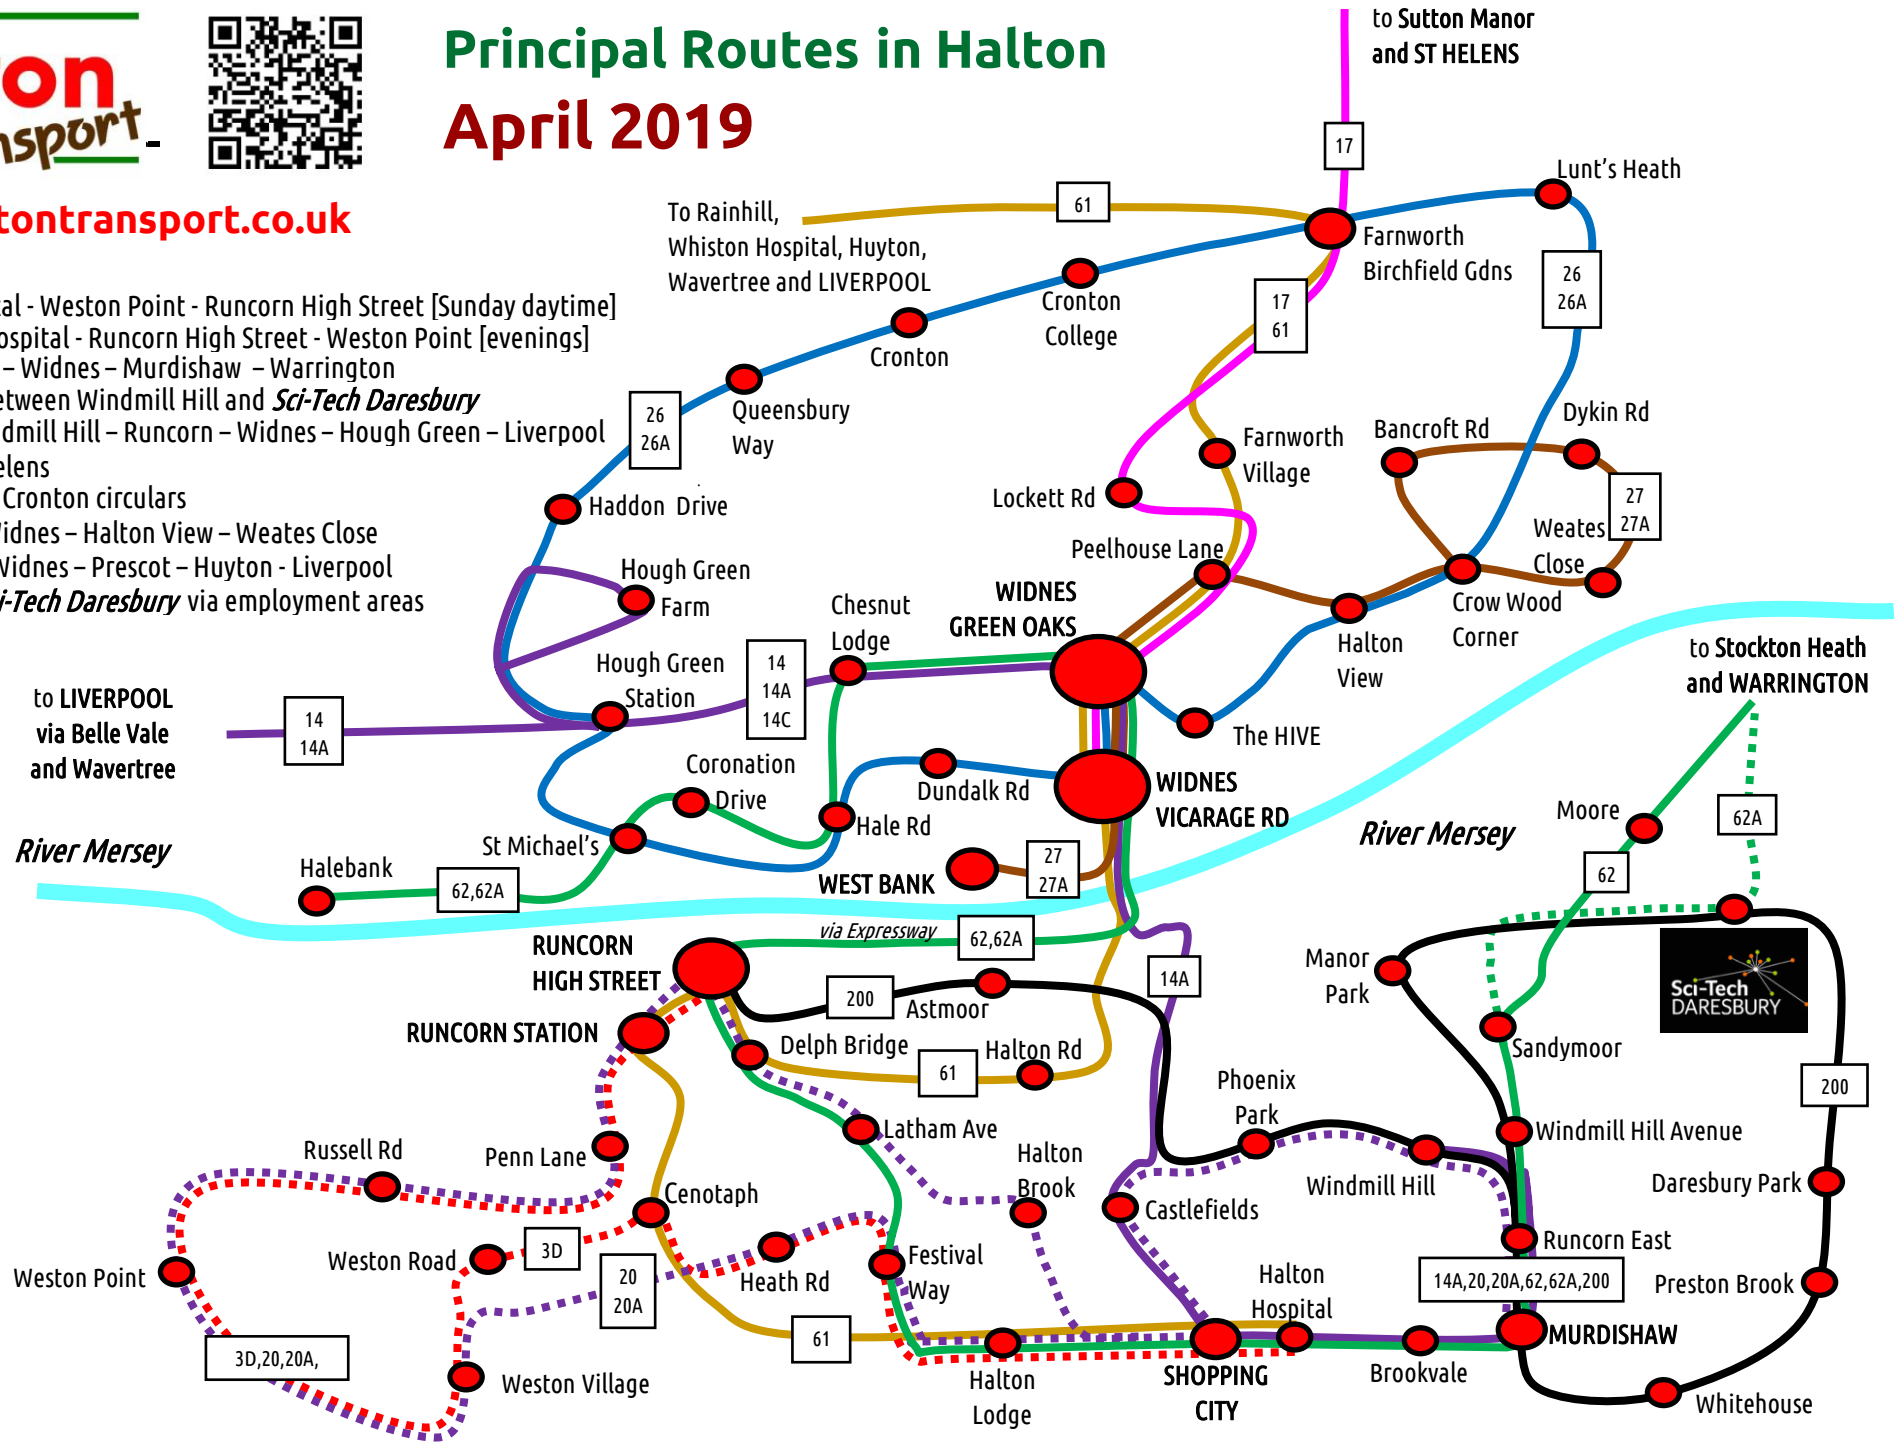 on
nsport
Principal Routes in Halton
April 2019
tontransport.co.uk
tal - Weston Point - Runcorn High Street [Sunday daytime]
ospital - Runcorn High Street - Weston Point [evenings]
– Widnes – Murdishaw – Warrington
etween Windmill Hill and Sci-Tech Daresbury
dmill Hill – Runcorn – Widnes – Hough Green – Liverpool
elens
Cronton circulars
Widnes – Halton View – Weates Close
Widnes – Prescot – Huyton - Liverpool
i-Tech Daresbury via employment areas
to Sutton Manor
and ST HELENS
17
To Rainhill,
Whiston Hospital, Huyton,
Wavertree and LIVERPOOL
61
Lunt's Heath
Farnworth
Birchfield Gdns
26
26A
17
61
Cronton
College
Cronton
Queensbury
Way
26
26A
Haddon Drive
Farnworth
Village
Lockett Rd
Bancroft Rd
Dykin Rd
27
27A
Weates
Close
Peelhouse Lane
Crow Wood
Corner
Halton
View
The HIVE
Hough Green
Farm
Hough Green
Station
Chesnut
Lodge
WIDNES
GREEN OAKS
14
14A
14C
to LIVERPOOL
via Belle Vale
and Wavertree
14
14A
Coronation
Drive
Dundalk Rd
WIDNES
VICARAGE RD
Hale Rd
St Michael's
River Mersey
Halebank
62,62A
WEST BANK
27
27A
River Mersey
to Stockton Heath
and WARRINGTON
Moore
62A
62
RUNCORN
HIGH STREET
via Expressway
62,62A
14A
Manor
Park
Sci-Tech
DARESBURY
200
Astmoor
RUNCORN STATION
Delph Bridge
61
Halton Rd
Sandymoor
200
Phoenix
Park
Latham Ave
Windmill Hill Avenue
Russell Rd
Penn Lane
Halton
Brook
Windmill Hill
Daresbury Park
Cenotaph
Castlefields
Runcorn East
Weston Road
3D
20
20A
Heath Rd
Festival
Way
Halton
Hospital
14A,20,20A,62,62A,200
Preston Brook
Weston Point
3D,20,20A,
61
MURDISHAW
Weston Village
Halton
Lodge
SHOPPING
CITY
Brookvale
Whitehouse